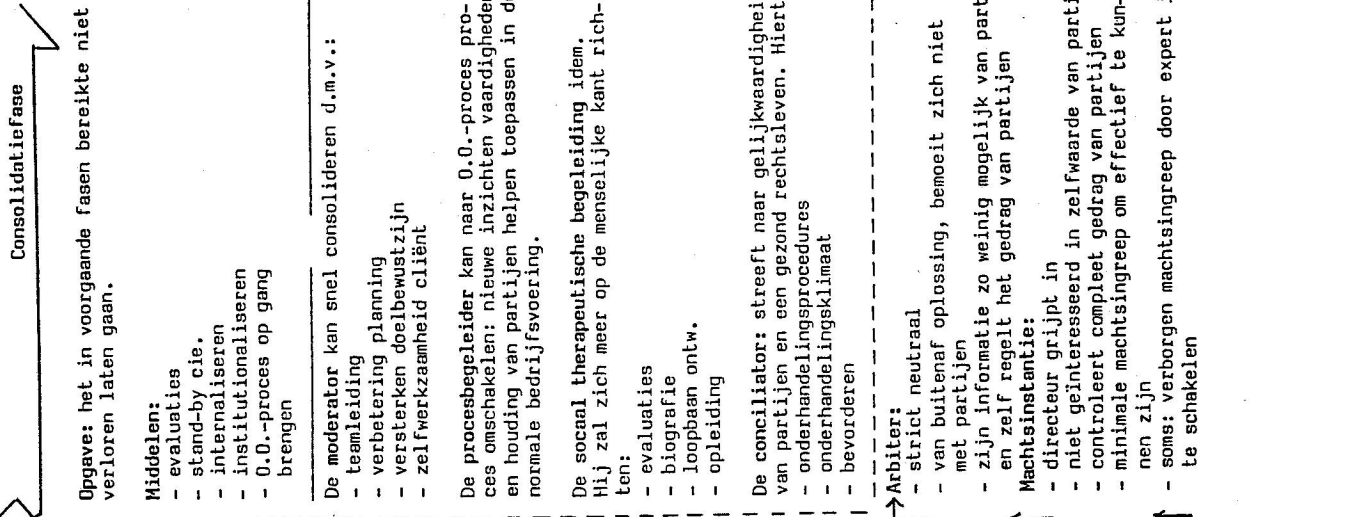 Consolidatiefase
Opgave: het in voorgaande fasen bereikte niet
verloren laten gaan.
Middelen:
- evaluaties
- stand-by cie.
- internaliseren
- institutionaliseren
- O.O.-proces op gang
brengen
De moderator kan snel consolideren d.m.v.:
- teamleiding
- verbetering planning
- versterken doelbewustzijn
- zelfwerkzaamheid cliënt
De procesbegeleider kan naar O.O.-proces pro-
ces omschakelen: nieuwe inzichten vaardigheden
en houding van partijen helpen toepassen in de
normale bedrijfsvoering.
De socaal therapeutische begeleiding idem.
Hij zal zich meer op de menselijke kant rich-
ten:
- evaluaties
- biografie
- loopbaan ontw.
- opleiding
De conciliator: streeft naar gelijkwaardighei
van partijen en een gezond rechtsleven. Hiert
- onderhandelingsprocedures
- onderhandelingsklimaat
- bevorderen
Arbiter:
- strict neutraal
- van buitenaf oplossing, bemoeit zich niet
met partijen
- zijn informatie zo weinig mogelijk van part
en zelf regelt het gedrag van partijen
Machtsinstantie:
- directeur grijpt in
- niet geïnteresseerd in zelfwaarde van parti
- controleert compleet gedrag van partijen
- minimale machtsingreep om effectief te kun-
nen zijn
- soms: verborgen machtsingreep door expert
te schakelen